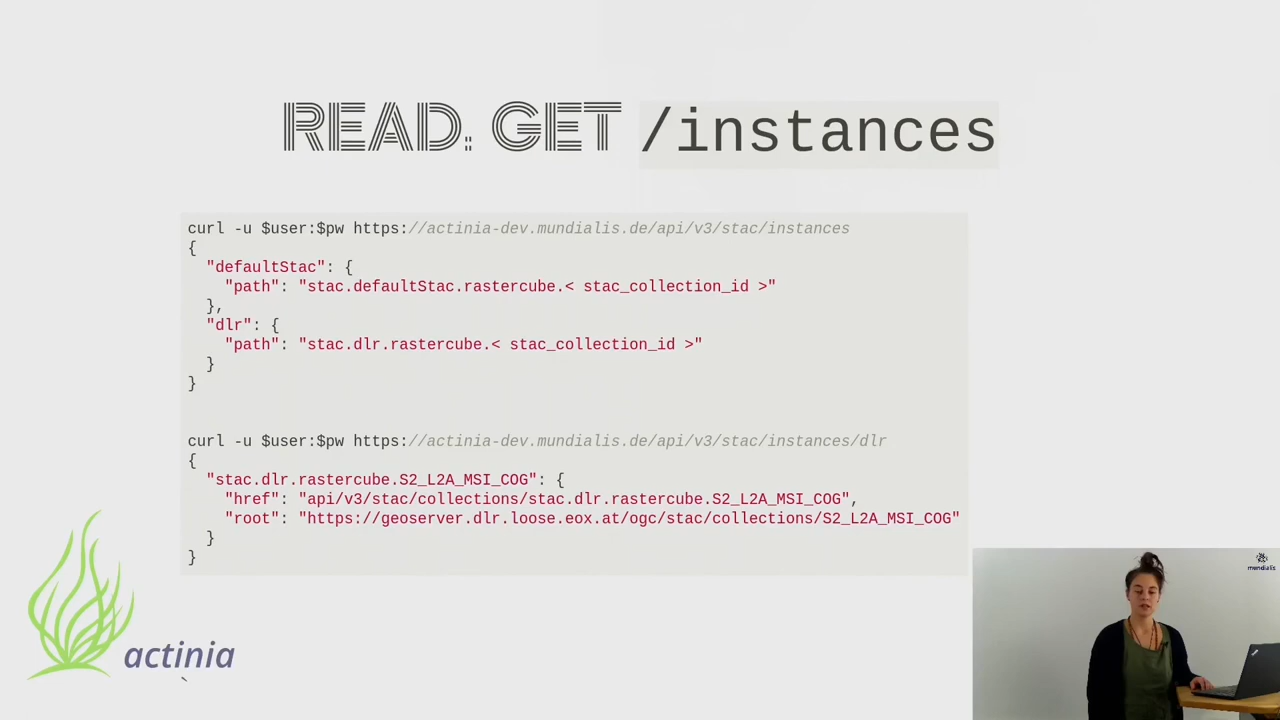 READ: GET /instances
curl -u $user:$pw https://actinia-dev.mundialis.de/api/v3/stac/instances
{
  "defaultStac": {
    "path": "stac.defaultStac.rastercube.< stac_collection_id >"
  },
  "dlr": {
    "path": "stac.dlr.rastercube.< stac_collection_id >"
  }
}
curl -u $user:$pw https://actinia-dev.mundialis.de/api/v3/stac/instances/dlr
{
  "stac.dlr.rastercube.S2_L2A_MSI_COG": {
    "href": "api/v3/stac/collections/stac.dlr.rastercube.S2_L2A_MSI_COG",
    "root": "https://geoserver.dlr.loose.eox.at/ogc/stac/collections/S2_L2A_MSI_COG"
  }
}
actinia
mundialis